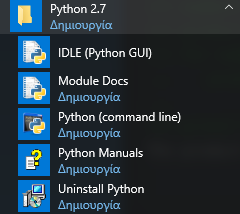 Python 2.7
Δημιουργία
IDLE (Python GUI)
Module Docs
Δημιουργία
Python (command line)
Δημιουργία
Python Manuals
Δημιουργία
Uninstall Python
Δημιουργία